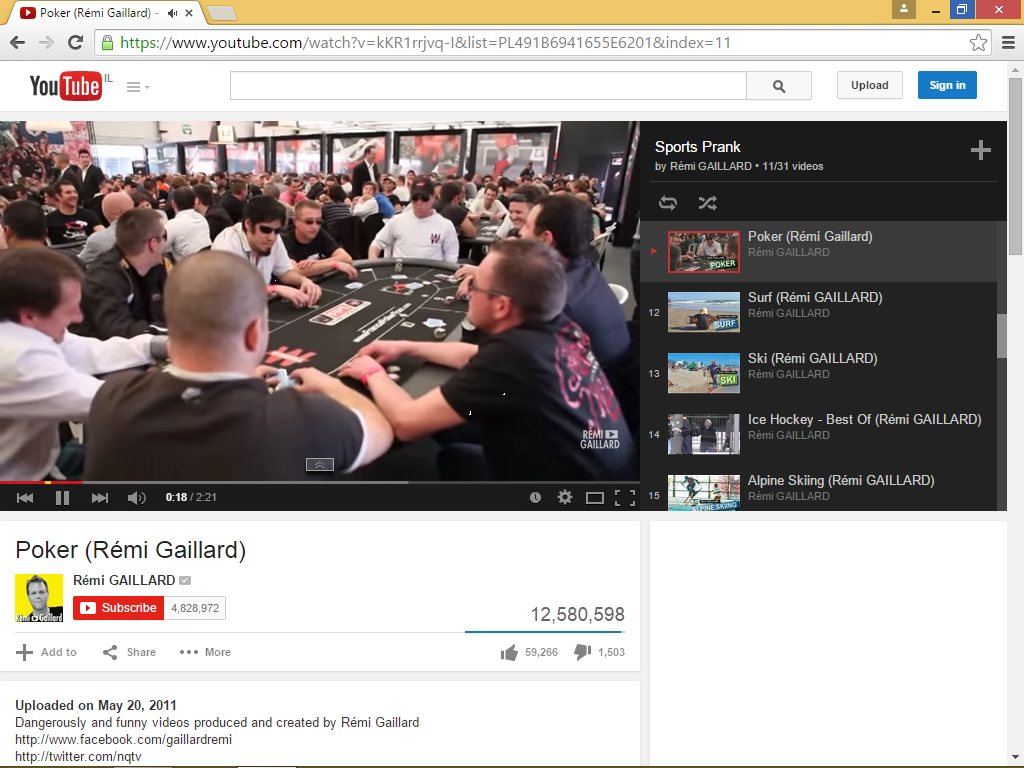 Poker (Rémi Gaillard) -
https://www.youtube.com/watch?v=kKR1rrjvq-I&list=PL491B6941655E6201&index=11
YouTube IL
Upload
Sign in
RÉMI
GAILLARD
0:18 / 2:21
Sports Prank
by Rémi GAILLARD • 11/31 videos
POKER
Poker (Rémi Gaillard)
Rémi GAILLARD
12
SURF
Surf (Rémi GAILLARD)
Rémi GAILLARD
13
SKI
Ski (Rémi GAILLARD)
Rémi GAILLARD
14
Ice Hockey - Best Of (Rémi GAILLARD)
Rémi GAILLARD
15
ALPINE SKIING
Alpine Skiing (Rémi GAILLARD)
Rémi GAILLARD
Poker (Rémi Gaillard)
Rémi Gaillard
Rémi GAILLARD
Subscribe 4,828,972
12,580,598
Add to Share More 59,266 1,503
Uploaded on May 20, 2011
Dangerously and funny videos produced and created by Rémi Gaillard
http://www.facebook.com/gaillardremi
http://twitter.com/nqtv